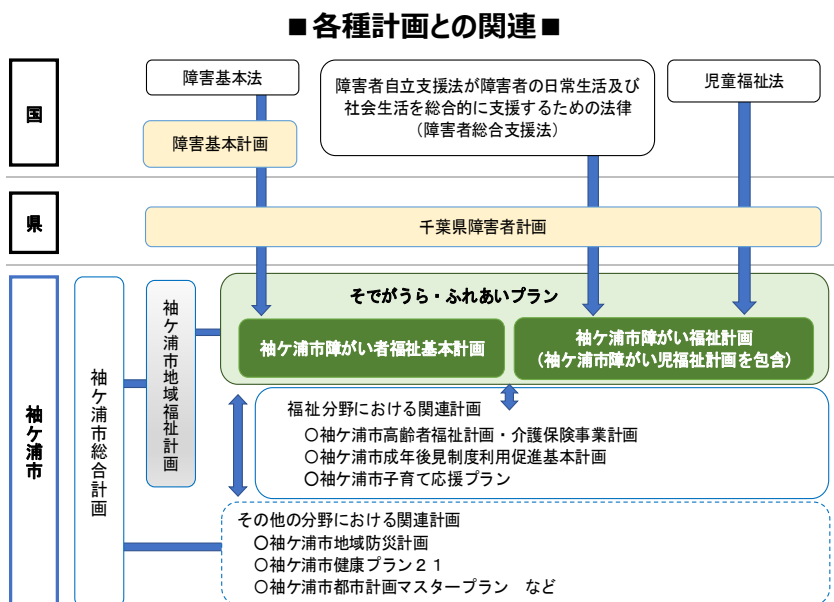 ■各種計画との関連■
国
障害基本法
障害基本計画
障害者自立支援法が障害者の日常生活及び
社会生活を総合的に支援するための法律
（障害者総合支援法）
児童福祉法
県
千葉県障害者計画
袖ケ浦市
袖ケ浦市総合計画
袖ケ浦市地域福祉計画
そでがうら・ふれあいプラン
袖ケ浦市障がい者福祉基本計画
袖ケ浦市障がい福祉計画
（袖ケ浦市障がい児福祉計画を包含）
福祉分野における関連計画
○袖ケ浦市高齢者福祉計画・介護保険事業計画
○袖ケ浦市成年後見制度利用促進基本計画
○袖ケ浦市子育て応援プラン
その他の分野における関連計画
○袖ケ浦市地域防災計画
○袖ケ浦市健康プラン２１
○袖ケ浦市都市計画マスタープラン　など